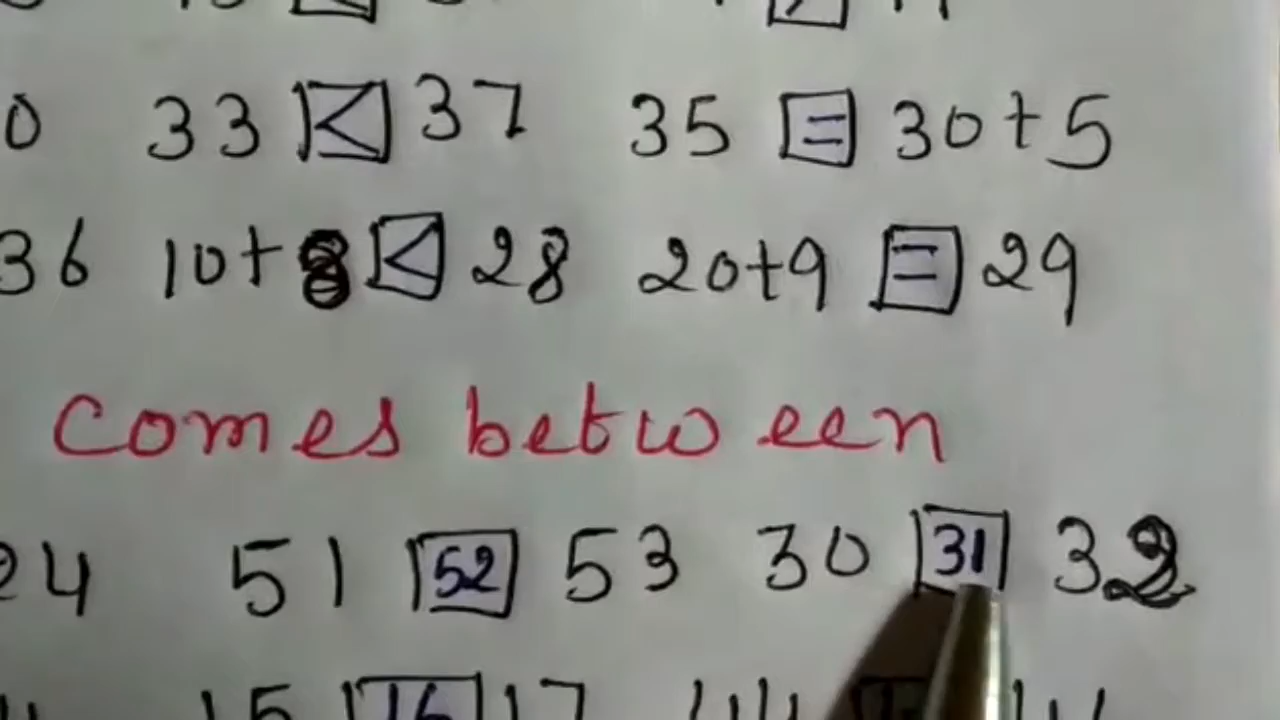 0 33 < 37 35 = 30+5
36 10+8 < 28 20+9 = 29
Comes between
24 51 52 53 30 31 32
15 16 17 44